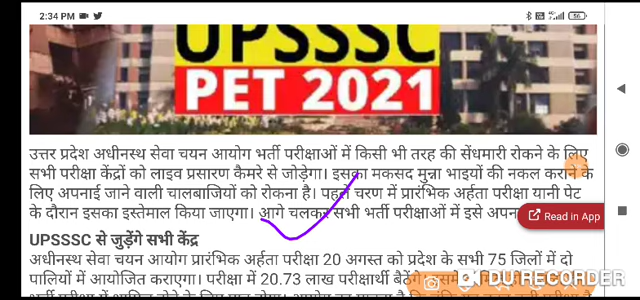 2:34 PM
56
UPSSSC
PET 2021
उत्तर प्रदेश अधीनस्थ सेवा चयन आयोग भर्ती परीक्षाओं में किसी भी तरह की सेंधमारी रोकने के लिए
सभी परीक्षा केंद्रों को लाइव प्रसारण कैमरे से जोड़ेगा। इसका मकसद मुन्ना भाइयों की नकल कराने के
लिए अपनाई जाने वाली चालबाजियों को रोकना है। पहले चरण में प्रारंभिक अर्हता परीक्षा यानी पेट
के दौरान इसका इस्तेमाल किया जाएगा। आगे चलकर सभी भर्ती परीक्षाओं में इसे
Read in App
UPSSSC से जुड़ेंगे सभी केंद्र
अधीनस्थ सेवा चयन आयोग प्रारंभिक अर्हता परीक्षा 20 अगस्त को प्रदेश के सभी 75 जिलों में दो
पालियों में आयोजित कराएगा। परीक्षा में 20.73 लाख परीक्षार्थी बैठेंगे।
DU RECORDER